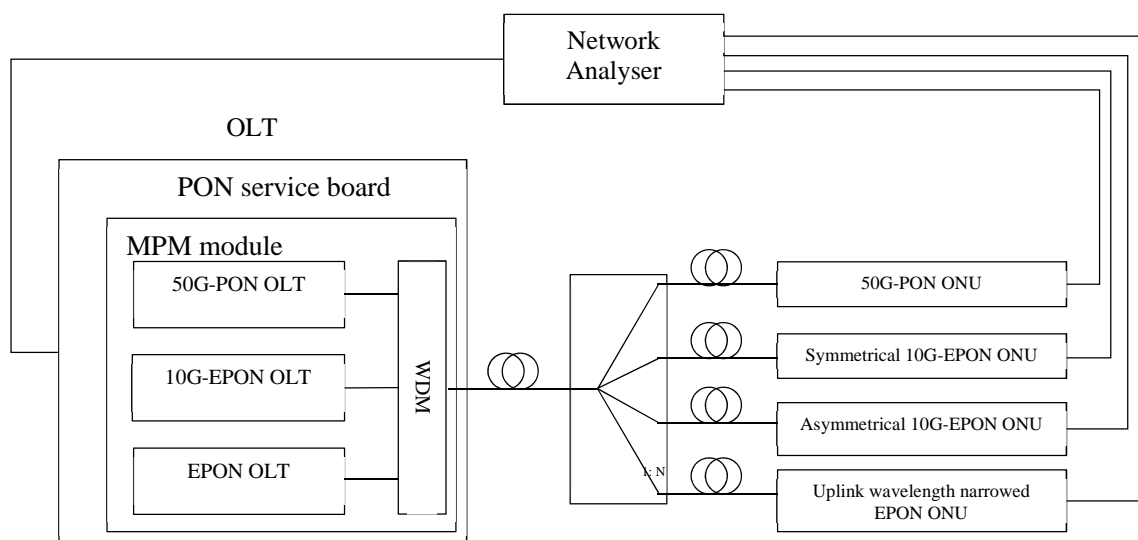 Network
Analyser
OLT
PON service board
MPM module
50G-PON OLT
10G-EPON OLT
EPON OLT
WDM
1: N
50G-PON ONU
Symmetrical 10G-EPON ONU
Asymmetrical 10G-EPON ONU
Uplink wavelength narrowed
EPON ONU